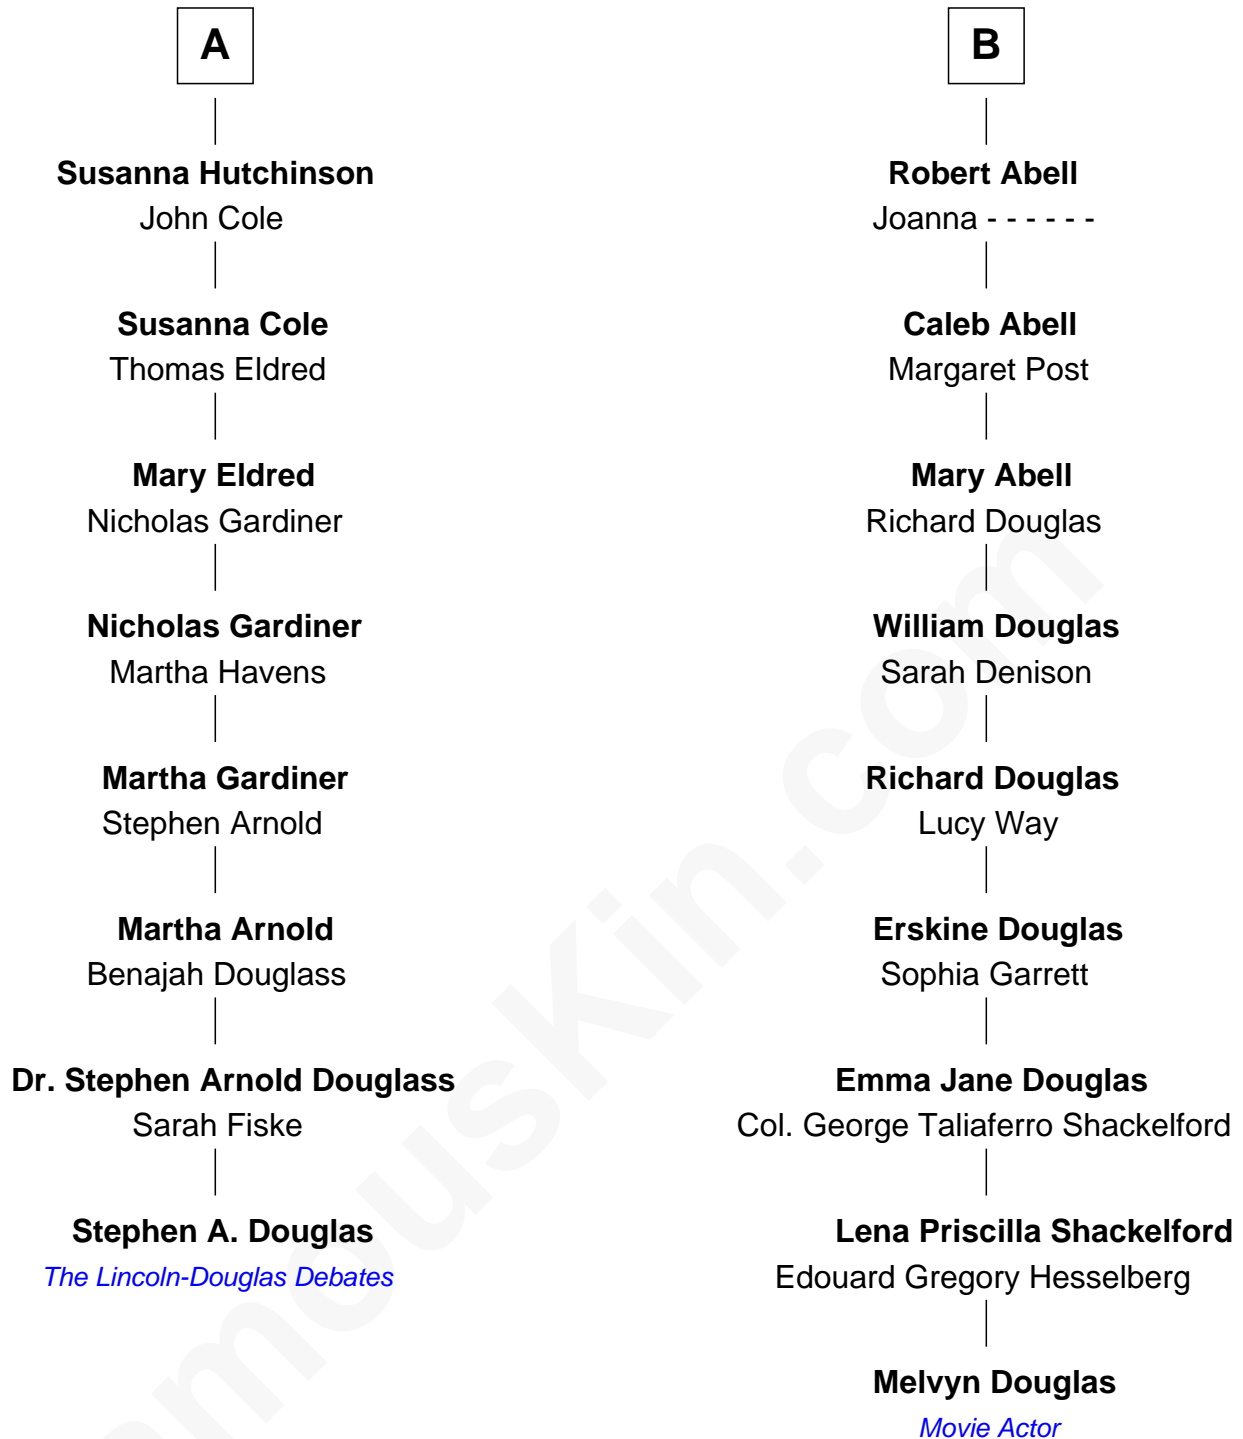 A
Susanna Hutchinson
John Cole
Susanna Cole
Thomas Eldred
Mary Eldred
Nicholas Gardiner
Nicholas Gardiner
Martha Havens
Martha Gardiner
Stephen Arnold
Martha Arnold
Benajah Douglass
Dr. Stephen Arnold Douglass
Sarah Fiske
Stephen A. Douglas
The Lincoln-Douglas Debates
B
Robert Abell
Joanna - - - - - -
Caleb Abell
Margaret Post
Mary Abell
Richard Douglas
William Douglas
Sarah Denison
Richard Douglas
Lucy Way
Erskine Douglas
Sophia Garrett
Emma Jane Douglas
Col. George Taliaferro Shackelford
Lena Priscilla Shackelford
Edouard Gregory Hesselberg
Melvyn Douglas
Movie Actor
mouskin.com